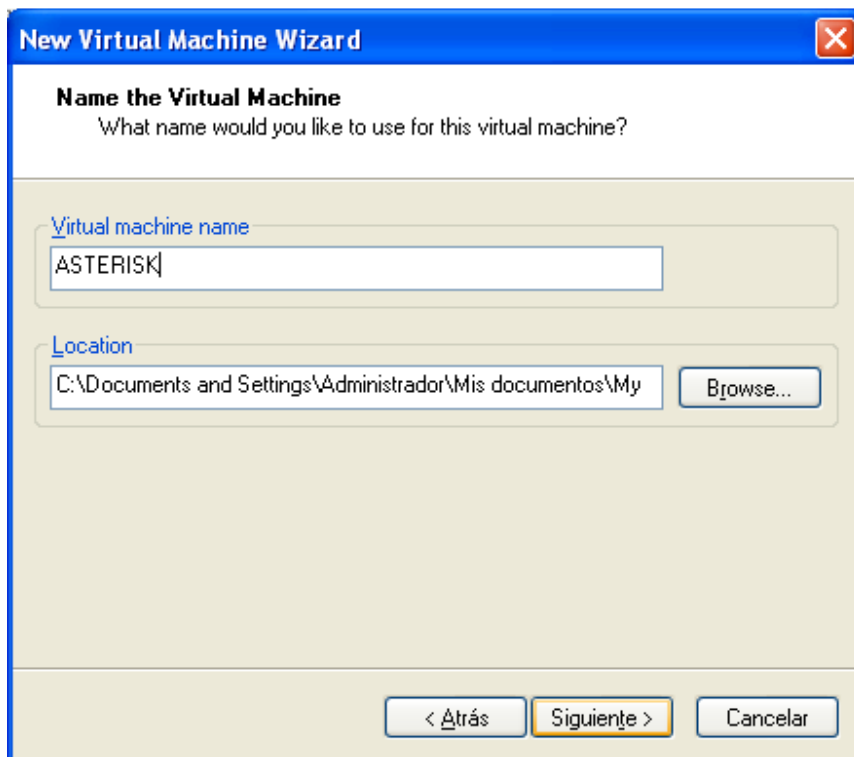 New Virtual Machine Wizard
Name the Virtual Machine
What name would you like to use for this virtual machine?
Virtual machine name
ASTERISK
Location
C:\Documents and Settings\Administrador\Mis documentos\My
Browse...
< Atrás
Siguiente >
Cancelar